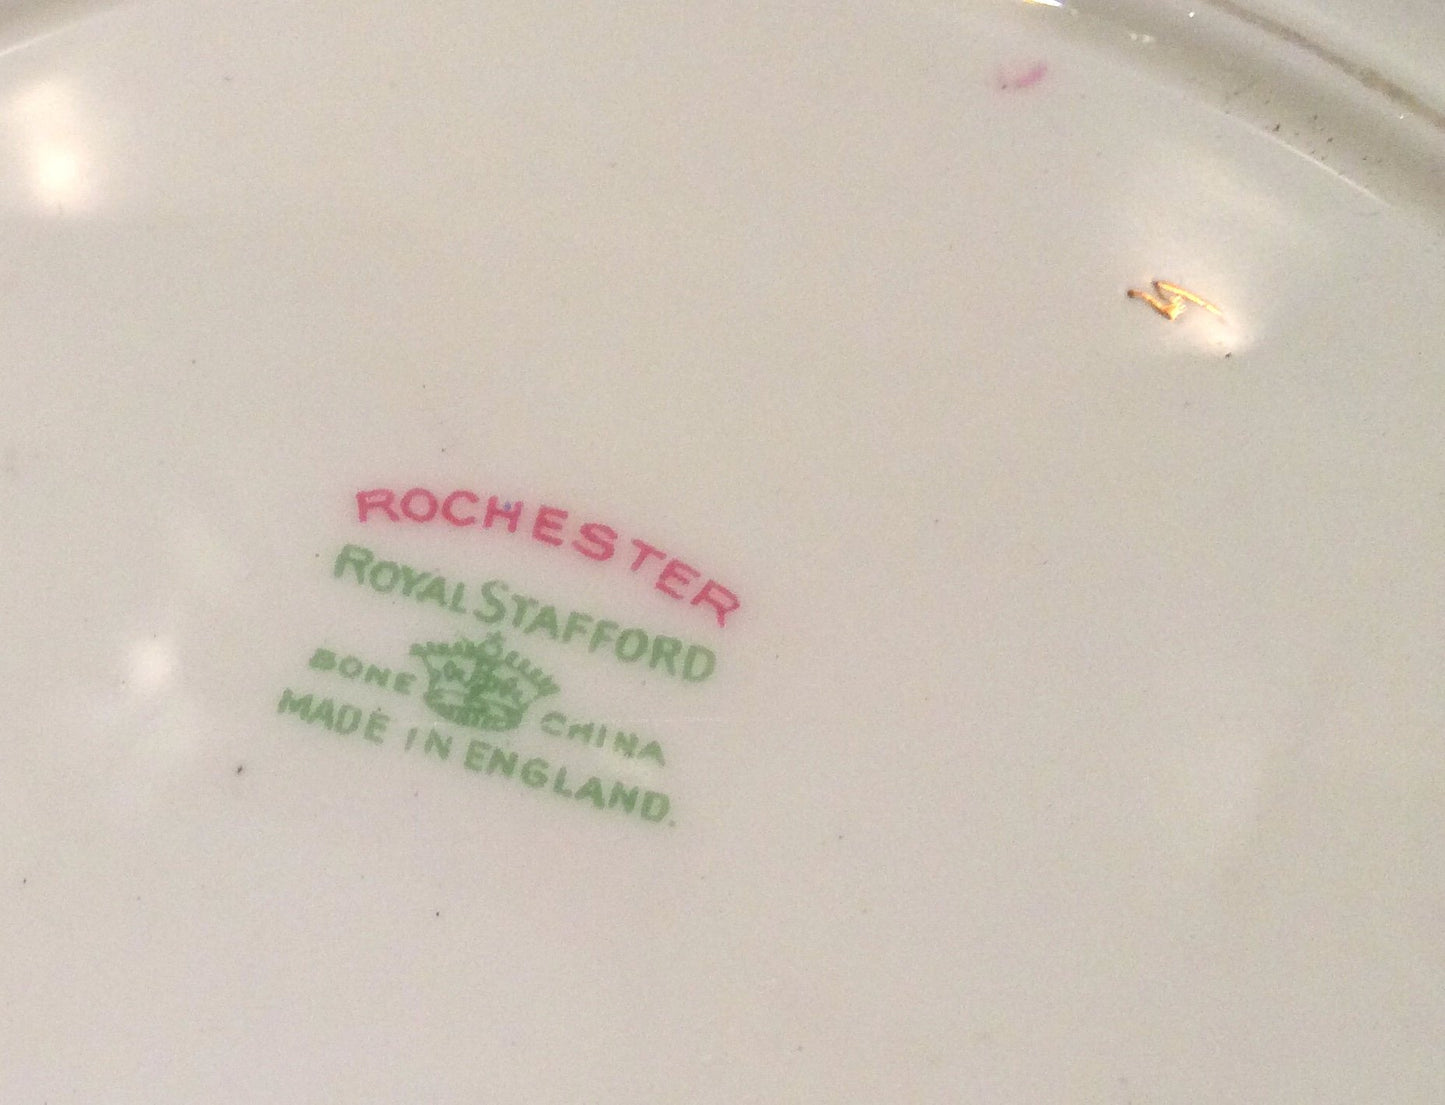 ROCHESTER
ROYAL STAFFORD
BONE CHINA
MADE IN ENGLAND.